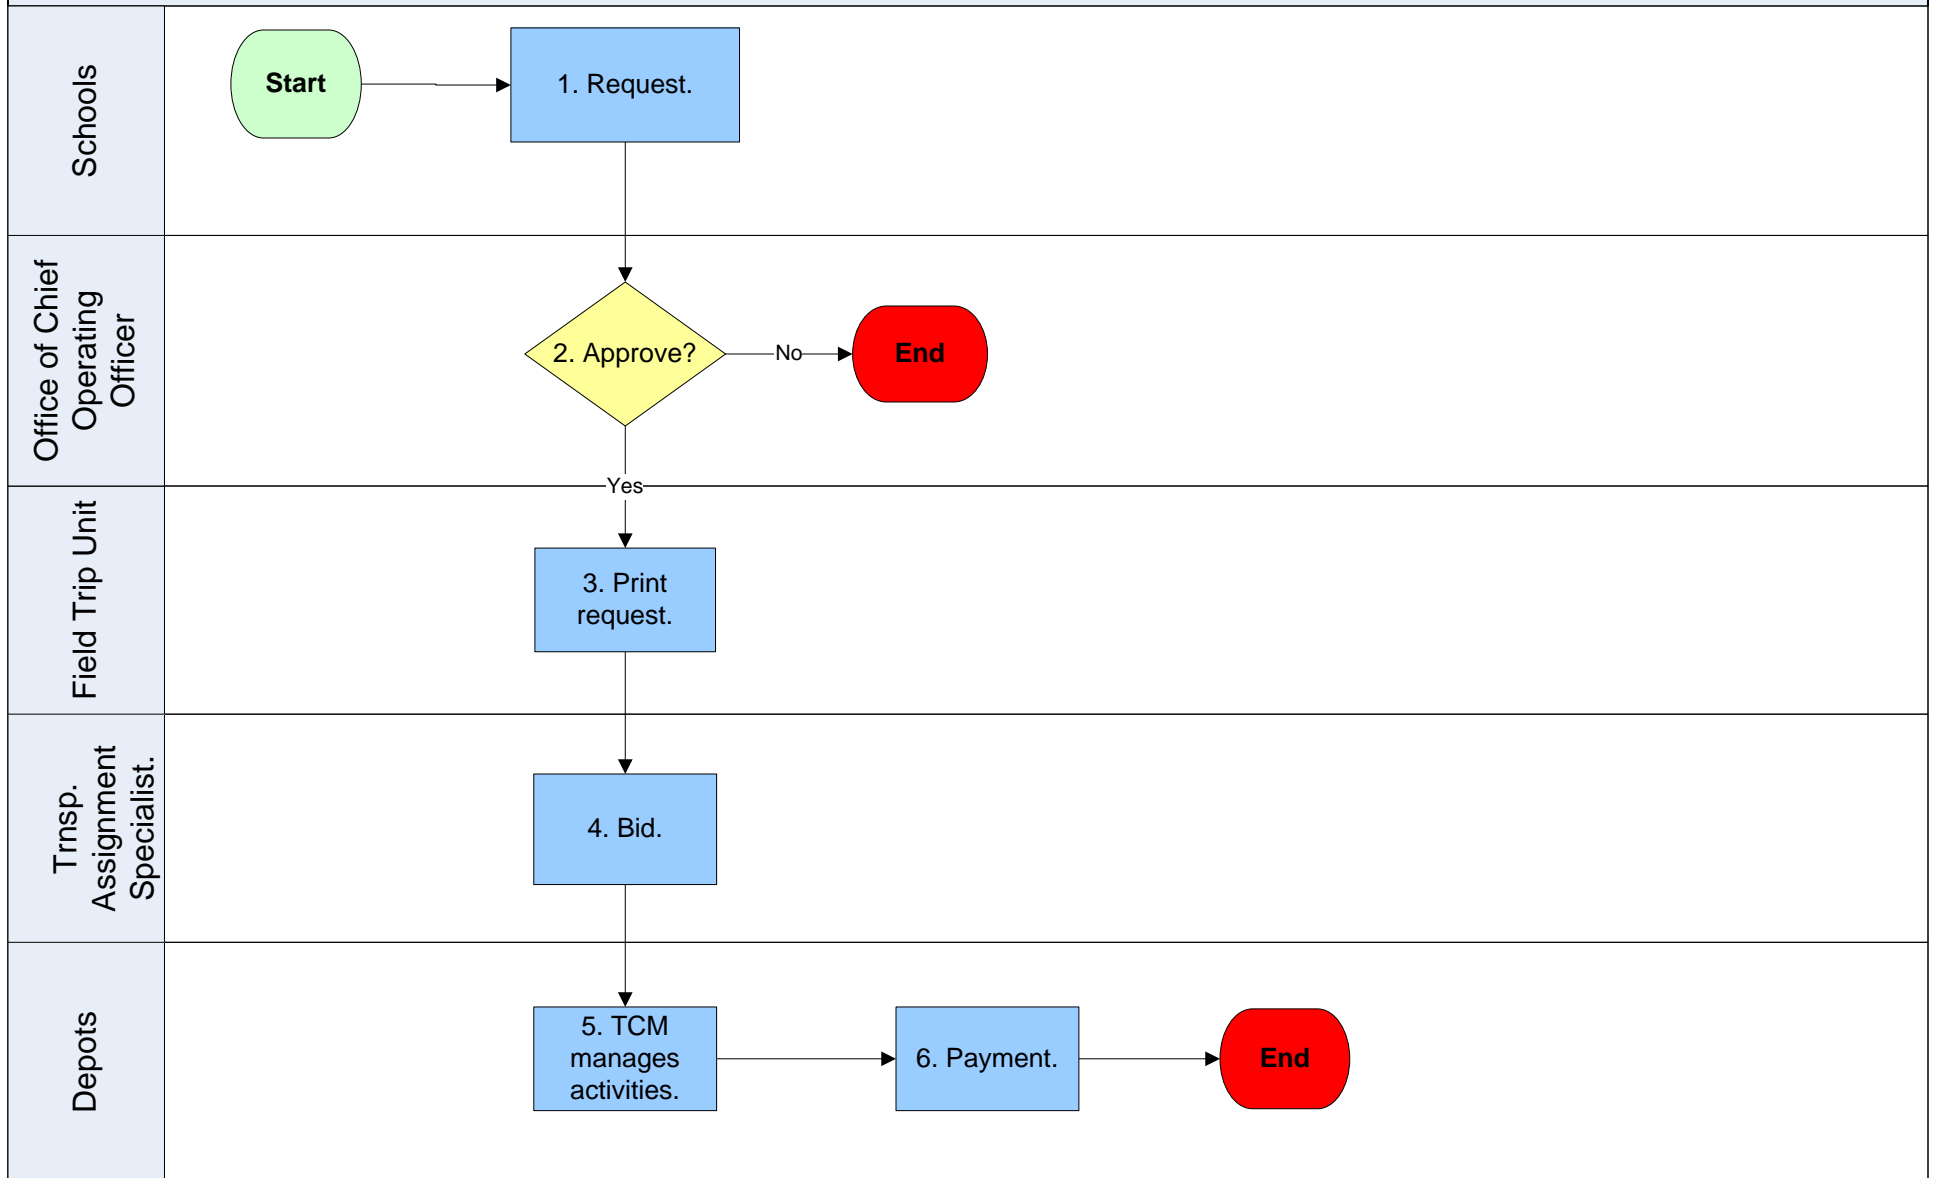 Schools
Start
1. Request.
Office of Chief
Operating
Officer
2. Approve?
No
End
Yes
Field Trip Unit
3. Print
request.
Trnsp.
Assignment
Specialist.
4. Bid.
Depots
5. TCM
manages
activities.
6. Payment.
End